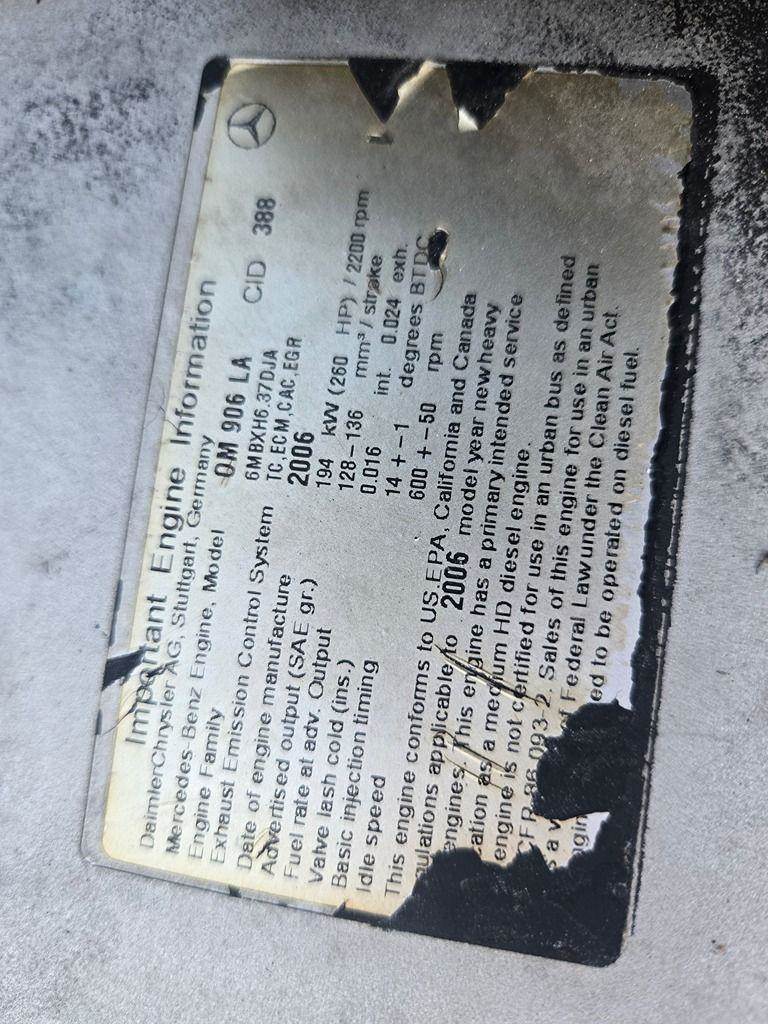 Important Engine Information
DaimlerChrysler AG, Stuttgart, Germany
Mercedes-Benz Engine, Model OM 906 LA CID 388
Engine Family 6MBXH6.37DJA
Exhaust Emission Control System TC,ECM,CAC,EGR
Date of engine manufacture 2006
Advertised output (SAE gr.) 194 kW (260 HP) / 2200 rpm
Fuel rate at adv. Output 128-136 mm³ / stroke
Valve lash cold (ins.) 0.016 int. 0.024 exh.
Basic injection timing 14 +-1 degrees BTDC
Idle speed 600 +-50 rpm
This engine conforms to US.EPA, California and Canada
ulations applicable to 2006 model year new heavy
engines. This engine has a primary intended service
ation as a medium HD diesel engine.
engine is not certified for use in an urban bus as defined
CFR 86.093-2. Sales of this engine for use in an urban
s a v Federal Law under the Clean Air Act.
ngin ed to be operated on diesel fuel.